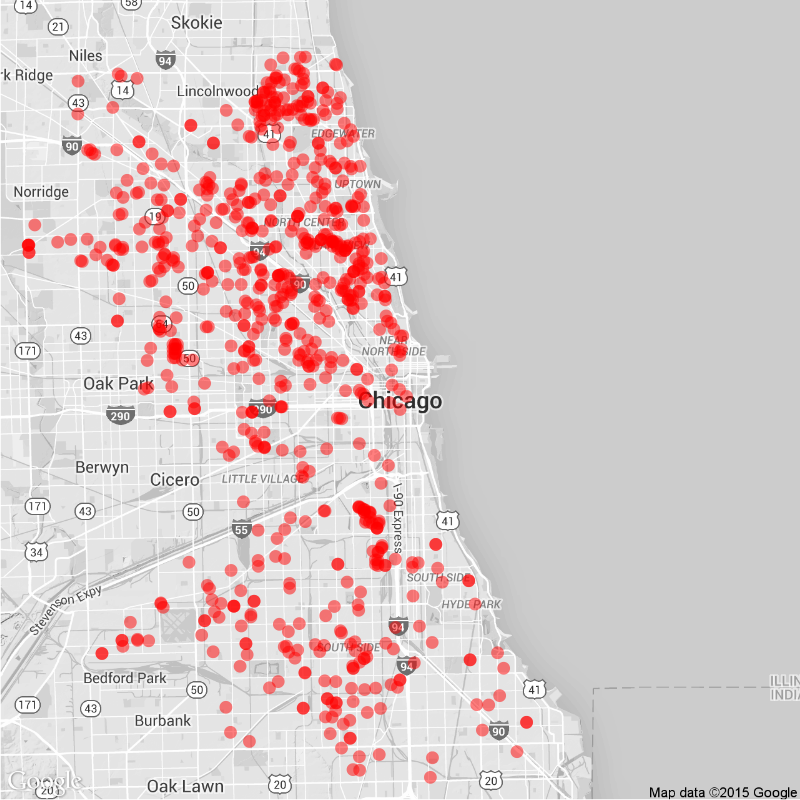 14
58
21
Skokie
Niles
94
rk Ridge
14
Lincolnwood
43
41
EDGEWATER
90
Norridge
UPTOWN
19
NORTH CENTER
94
41
50
90
64
43
NEAR
NORTH SIDE
171
50
Oak Park
290
290
Chicago
Berwyn
Cicero
LITTLE VILLAGE
171
43
50
I-90 Express
41
55
34
SOUTH SIDE
Stevenson Expy
HYDE PARK
94
SOUTH SIDE
94
Bedford Park
50
41
ILLIN
INDIA
171
43
Burbank
90
Google
20
Oak Lawn
20
20
Map data ©2015 Google